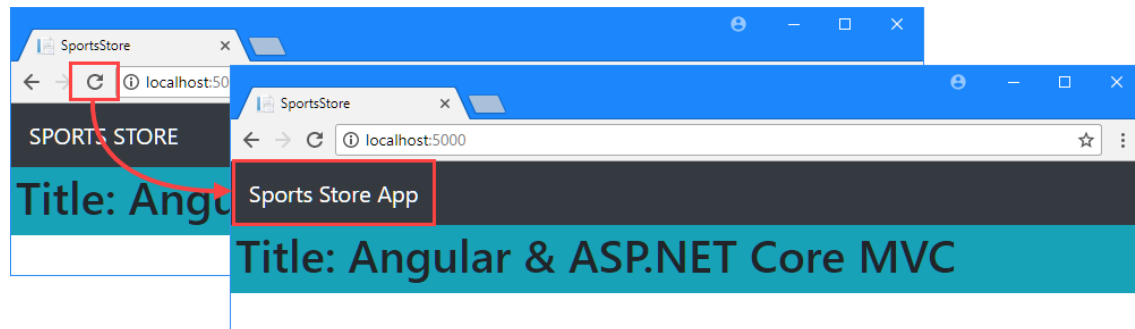 SportsStore
localhost:50
SPORTS STORE
Title: Angu
SportsStore
localhost:5000
Sports Store App
Title: Angular & ASP.NET Core MVC